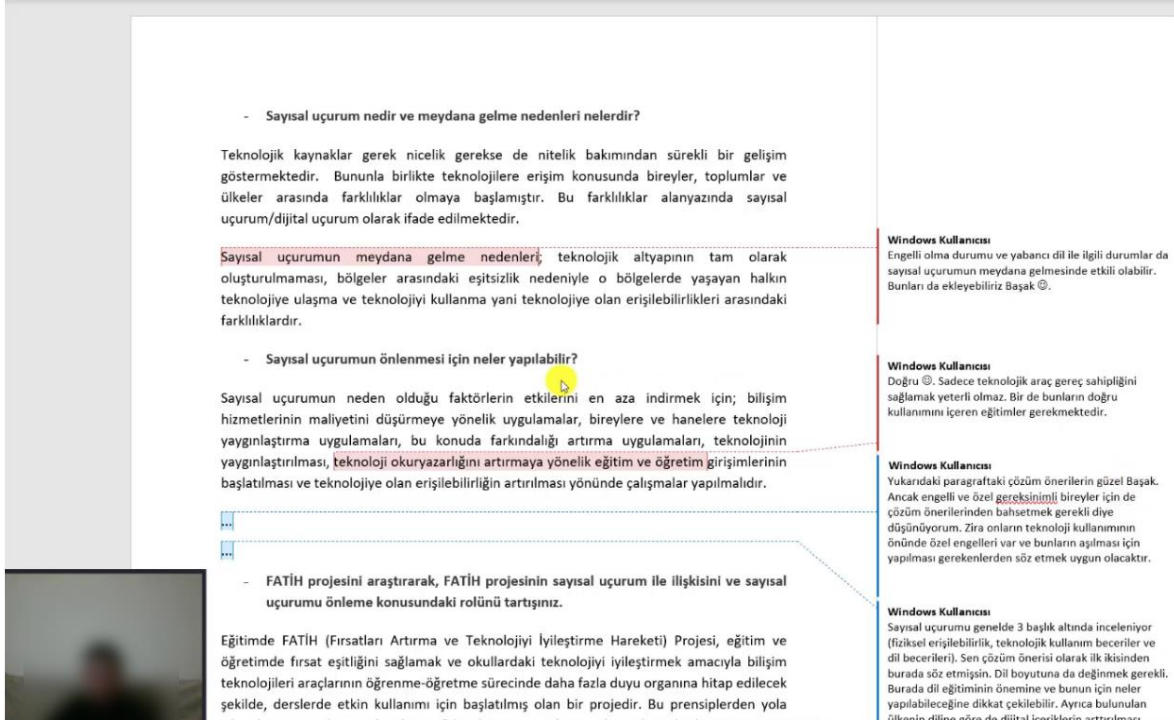 - Sayısal uçurum nedir ve meydana gelme nedenleri nelerdir?
Teknolojik kaynaklar gerek nicelik gerekse de nitelik bakımından sürekli bir gelişim
göstermektedir. Bununla birlikte teknolojilere erişim konusunda bireyler, toplumlar ve
ülkeler arasında farklılıklar olmaya başlamıştır. Bu farklılıklar alanyazında sayısal
uçurum/dijital uçurum olarak ifade edilmektedir.
Sayısal uçurumun meydana gelme nedenleri; teknolojik altyapının tam olarak
oluşturulmaması, bölgeler arasındaki eşitsizlik nedeniyle o bölgelerde yaşayan halkın
teknolojiye ulaşma ve teknolojiyi kullanma yani teknolojiye olan erişilebilirlikleri arasındaki
farklılıklardır.
- Sayısal uçurumun önlenmesi için neler yapılabilir?
Sayısal uçurumun neden olduğu faktörlerin etkilerini en aza indirmek için; bilişim
hizmetlerinin maliyetini düşürmeye yönelik uygulamalar, bireylere ve hanelere teknoloji
yaygınlaştırma uygulamaları, bu konuda farkındalığı artırma uygulamaları, teknolojinin
yaygınlaştırılması, teknoloji okuryazarlığını artırmaya yönelik eğitim ve öğretim girişimlerinin
başlatılması ve teknolojiye olan erişilebilirliğin artırılması yönünde çalışmalar yapılmalıdır.
...
...
- FATİH projesini araştırarak, FATİH projesinin sayısal uçurum ile ilişkisini ve sayısal
uçurumu önleme konusundaki rolünü tartışınız.
Eğitimde FATİH (Fırsatları Artırma ve Teknolojiyi İyileştirme Hareketi) Projesi, eğitim ve
öğretimde fırsat eşitliğini sağlamak ve okullardaki teknolojiyi iyileştirmek amacıyla bilişim
teknolojileri araçlarının öğrenme-öğretme sürecinde daha fazla duyu organına hitap edilecek
şekilde, derslerde etkin kullanımı için başlatılmış olan bir projedir. Bu prensiplerden yola
Windows Kullanıcısı
Engelli olma durumu ve yabancı dil ile ilgili durumlar da
sayısal uçurumun meydana gelmesinde etkili olabilir.
Bunları da ekleyebiliriz Başak ☺.
Windows Kullanıcısı
Doğru ☺. Sadece teknolojik araç gereç sahipliğini
sağlamak yeterli olmaz. Bir de bunların doğru
kullanımını içeren eğitimler gerekmektedir.
Windows Kullanıcısı
Yukarıdaki paragraftaki çözüm önerilerin güzel Başak.
Ancak engelli ve özel gereksinimli bireyler için de
çözüm önerilerinden bahsetmek gerekli diye
düşünüyorum. Zira onların teknoloji kullanımının
önünde özel engelleri var ve bunların aşılması için
yapılması gerekenlerden söz etmek uygun olacaktır.
Windows Kullanıcısı
Sayısal uçurumu genelde 3 başlık altında inceleniyor
(fiziksel erişilebilirlik, teknolojik kullanım beceriler ve
dil becerileri). Sen çözüm önerisi olarak ilk ikisinden
burada söz etmişsin. Dil boyutuna da değinmek gerekli.
Burada dil eğitiminin önemine ve bunun için neler
yapılabileceğine dikkat çekilebilir. Ayrıca bulunulan
ülkenin diline göre de dijital içeriklerin arttırılması